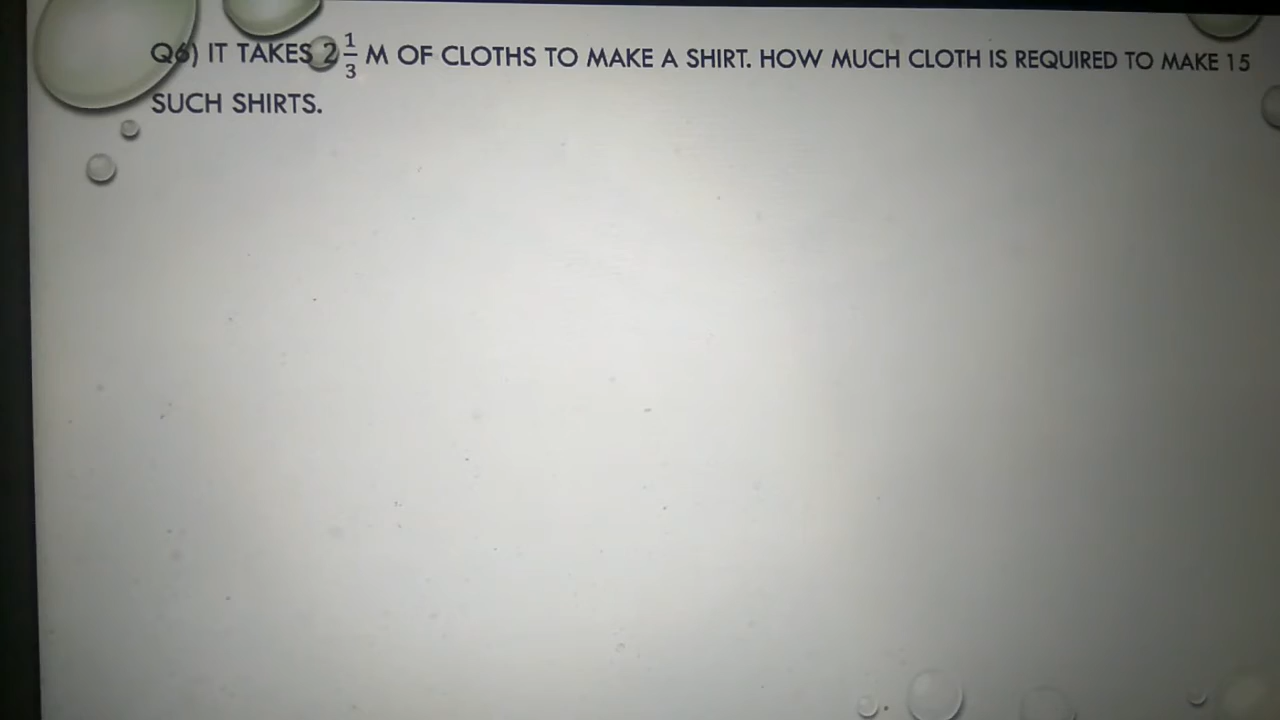 Q6) IT TAKES 2 1/3 M OF CLOTHS TO MAKE A SHIRT. HOW MUCH CLOTH IS REQUIRED TO MAKE 15
SUCH SHIRTS.